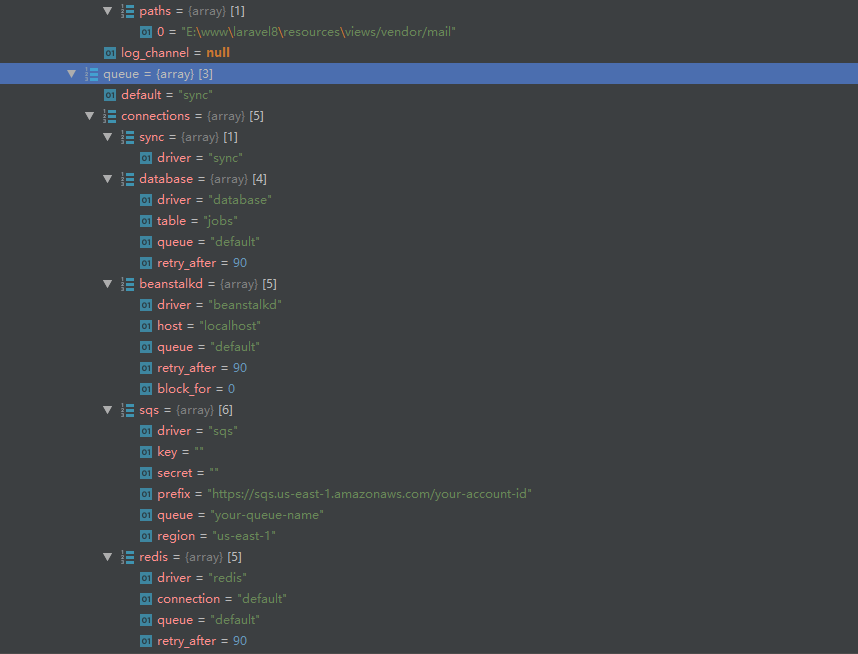 paths = {array} [1]
0 = "E:\www\laravel8\resources\views/vendor/mail"
log_channel = null
queue = {array} [3]
default = "sync"
connections = {array} [5]
sync = {array} [1]
driver = "sync"
database = {array} [4]
driver = "database"
table = "jobs"
queue = "default"
retry_after = 90
beanstalkd = {array} [5]
driver = "beanstalkd"
host = "localhost"
queue = "default"
retry_after = 90
block_for = 0
sqs = {array} [6]
driver = "sqs"
key = ""
secret = ""
prefix = "https://sqs.us-east-1.amazonaws.com/your-account-id"
queue = "your-queue-name"
region = "us-east-1"
redis = {array} [5]
driver = "redis"
connection = "default"
queue = "default"
retry_after = 90